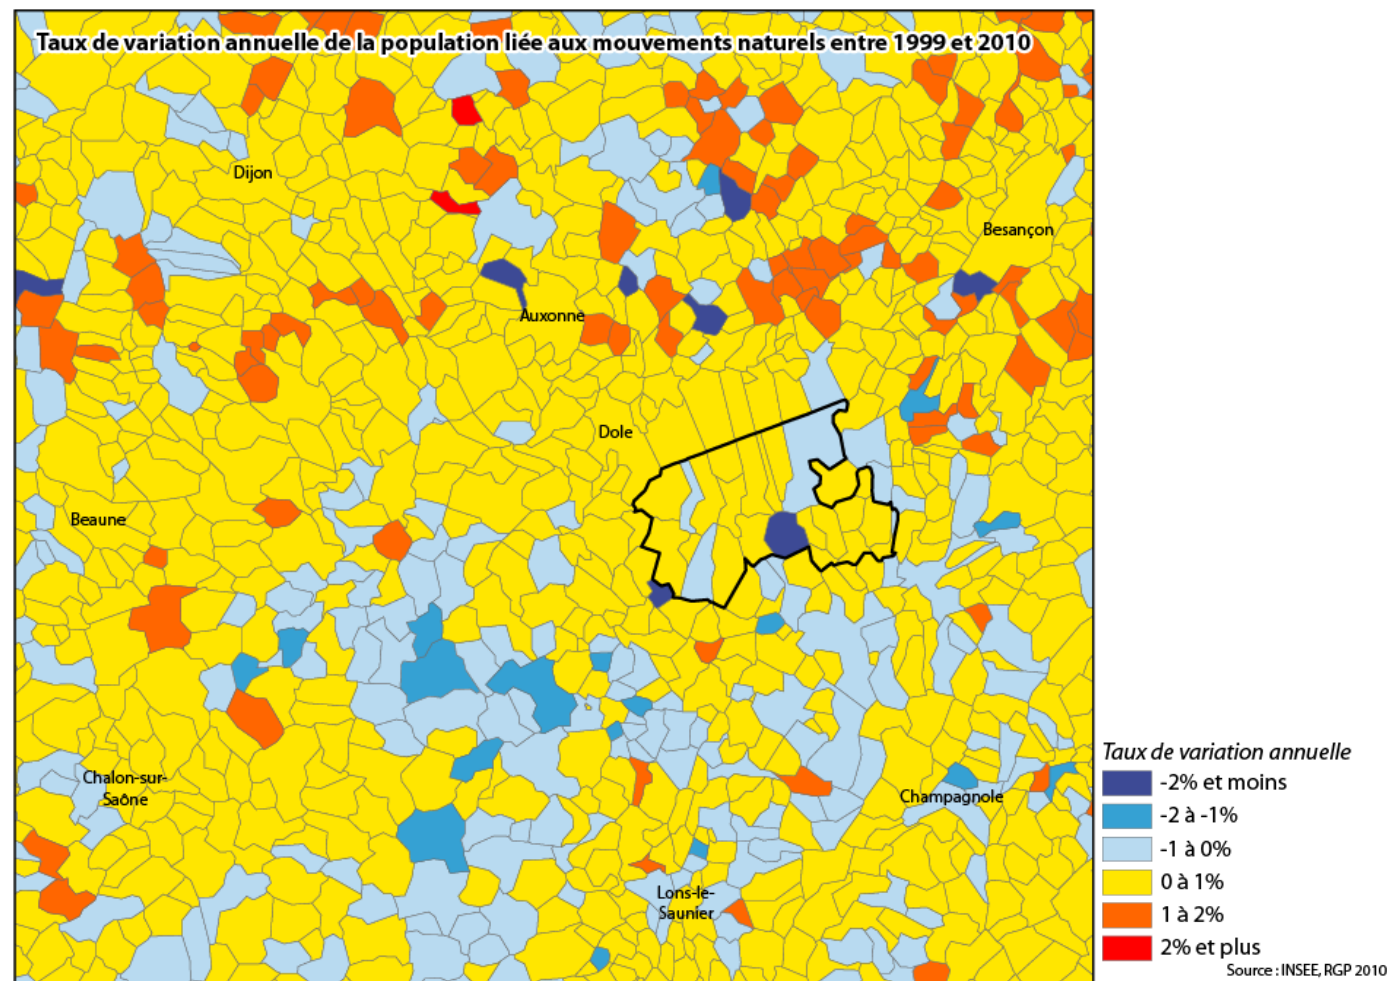 Taux de variation annuelle de la population liée aux mouvements naturels entre 1999 et 2010
Dijon
Besançon
Auxonne
Dole
Beaune
Chalon-sur-
Saône
Champagnole
Lons-le-
Saunier
Taux de variation annuelle
-2% et moins
-2 à -1%
-1 à 0%
0 à 1%
1 à 2%
2% et plus
Source : INSEE, RGP 2010